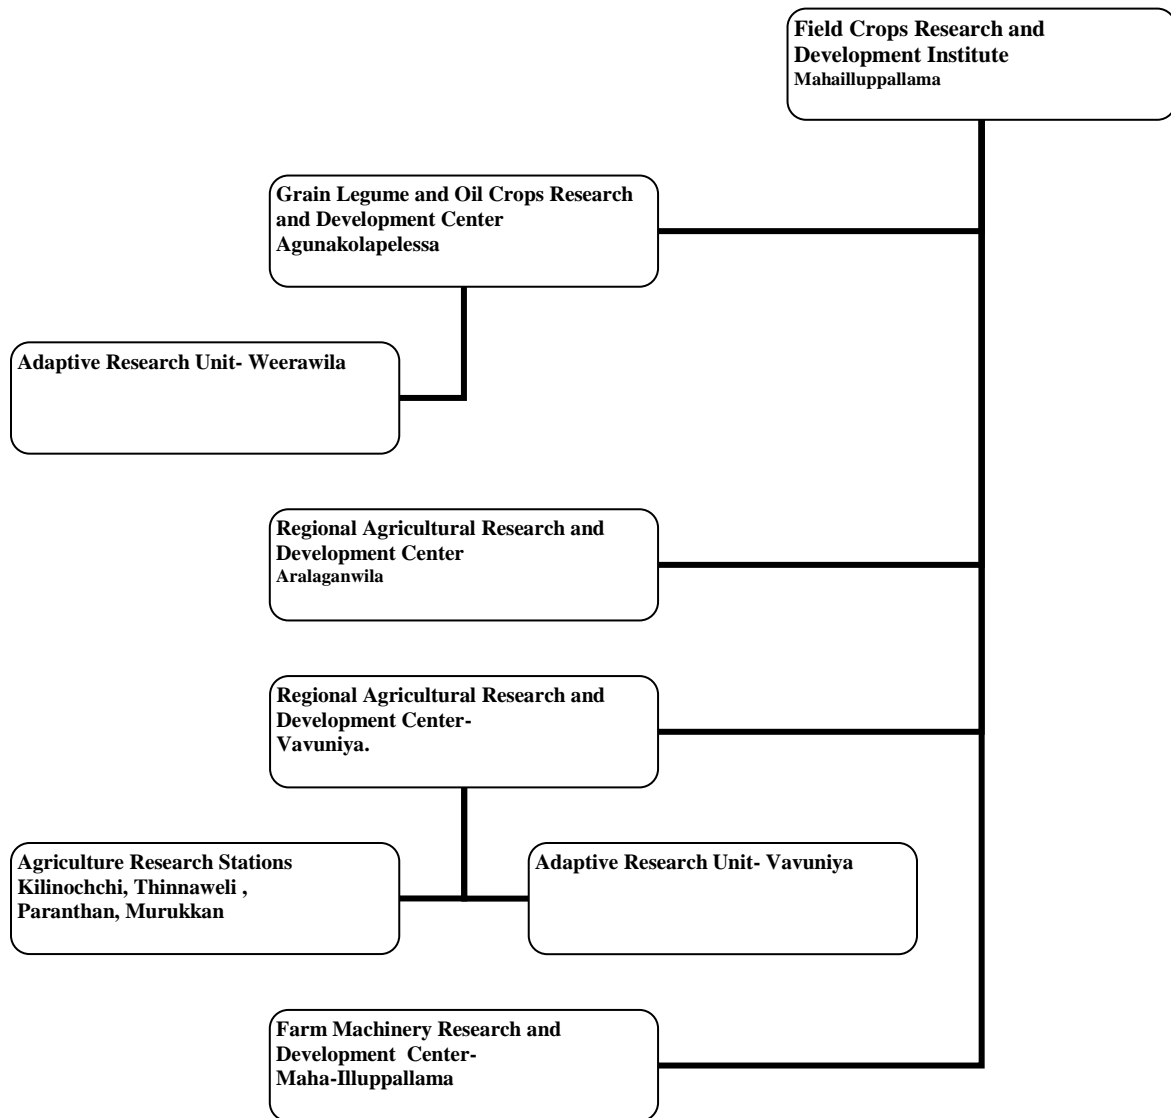 Field Crops Research and
Development Institute
Mahailluppallama
Grain Legume and Oil Crops Research
and Development Center
Agunakolapelessa
Adaptive Research Unit- Weerawila
Regional Agricultural Research and
Development Center
Aralaganwila
Regional Agricultural Research and
Development Center-
Vavuniya.
Agriculture Research Stations
Kilinochchi, Thinnaweli ,
Paranthan, Murukkan
Adaptive Research Unit- Vavuniya
Farm Machinery Research and
Development  Center-
Maha-Illuppallama